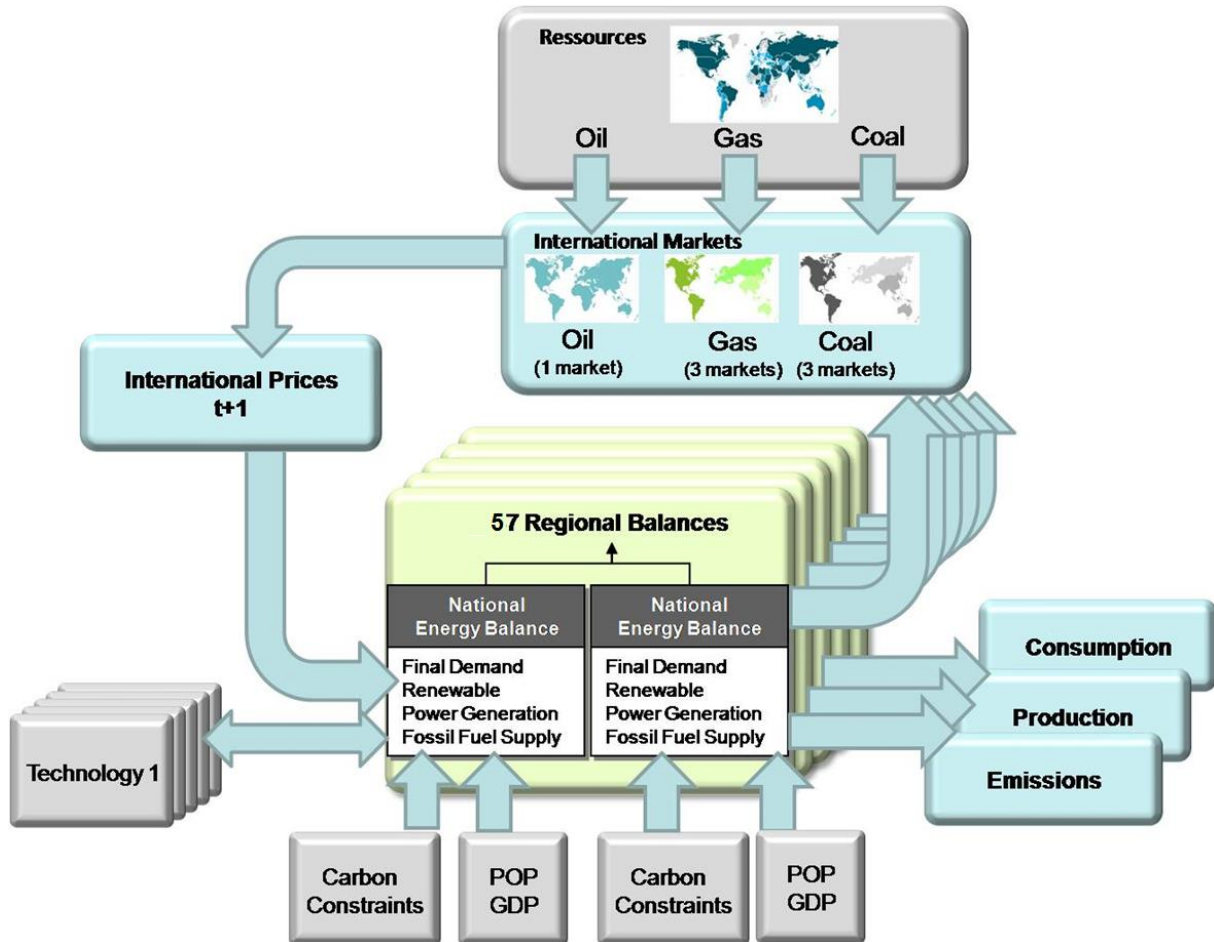 Ressources
Oil
Gas
Coal
International Markets
Oil
(1 market)
Gas
(3 markets)
Coal
(3 markets)
International Prices
t+1
57 Regional Balances
National
Energy Balance
Final Demand
Renewable
Power Generation
Fossil Fuel Supply
National
Energy Balance
Final Demand
Renewable
Power Generation
Fossil Fuel Supply
Consumption
Production
Emissions
Technology 1
Carbon
Constraints
POP
GDP
Carbon
Constraints
POP
GDP